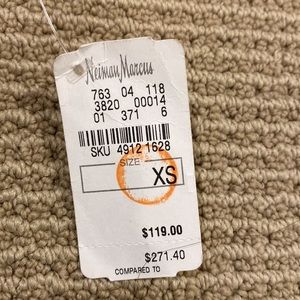 Neiman Marcus
763 04 118
3820 00014
01 371 6
SKU 4912 1628
SIZE
XS
$119.00
$271.40
COMPARED TO